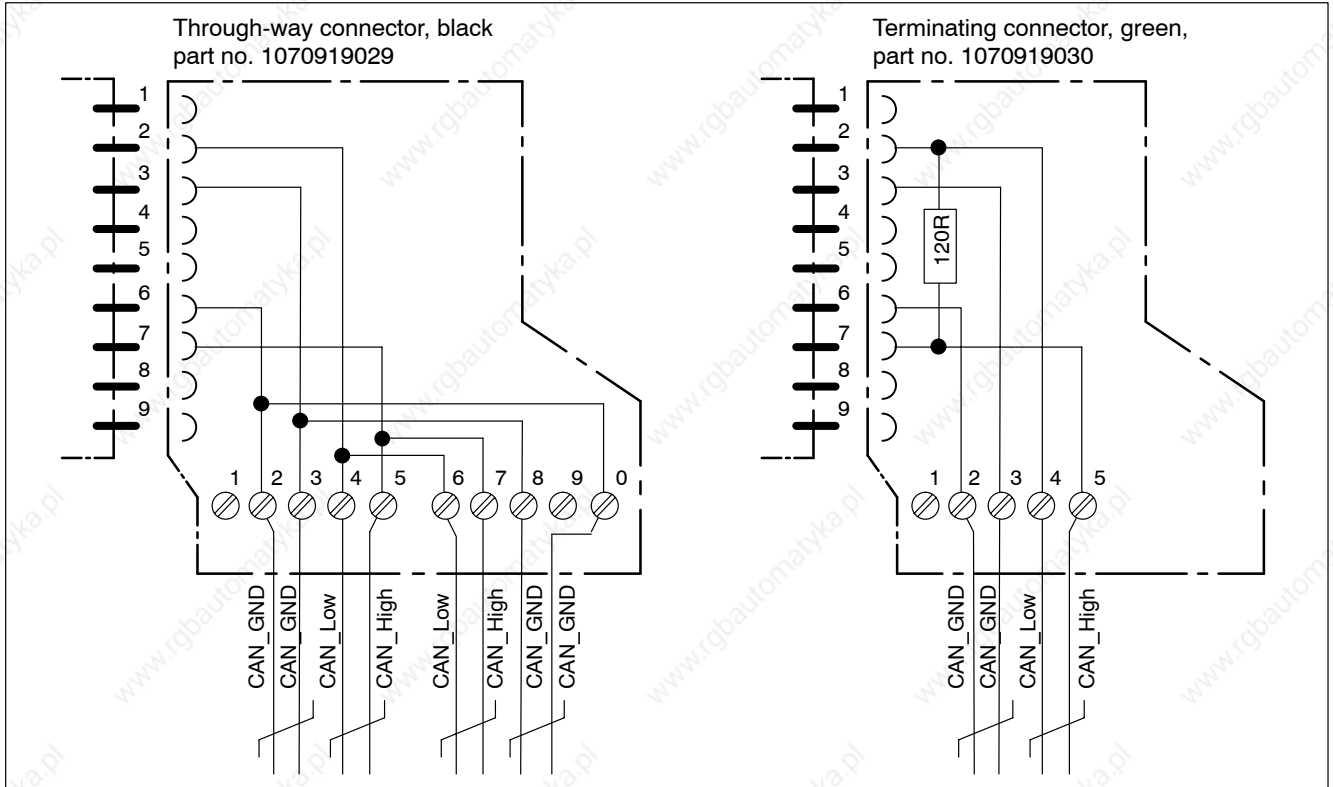 Through-way connector, black
part no. 1070919029
1
2
3
4
5
6
7
8
9
1 2 3 4 5 6 7 8 9 0
CAN_GND
CAN_GND
CAN_Low
CAN_High
CAN_Low
CAN_High
CAN_GND
CAN_GND
Terminating connector, green,
part no. 1070919030
1
2
3
4
5
6
7
8
9
120R
1 2 3 4 5
CAN_GND
CAN_GND
CAN_Low
CAN_High
www.rgbautomatyka.pl